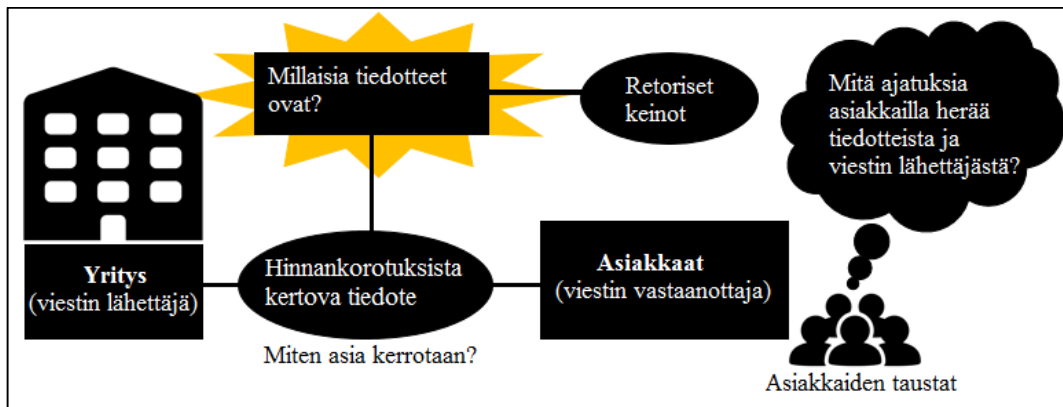 Millaisia tiedotteet
ovat?
Retoriset
keinot
Mitä ajatuksia
asiakkailla herää
tiedotteista ja
viestin lähettäjästä?
Yritys
(viestin lähettäjä)
Hinnankorotuksista
kertova tiedote
Asiakkaat
(viestin vastaanottaja)
Miten asia kerrotaan?
Asiakkaiden taustat